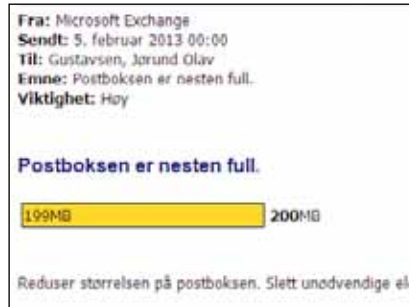 Fra: Microsoft Exchange
Sendt: 5. februar 2013 00:00
Til: Gustavsen, Jørund Olav
Emne: Postboksen er nesten full.
Viktighet: Høy
Postboksen er nesten full.
199MB 200MB
Reduser størrelsen på postboksen. Slett unødvendige